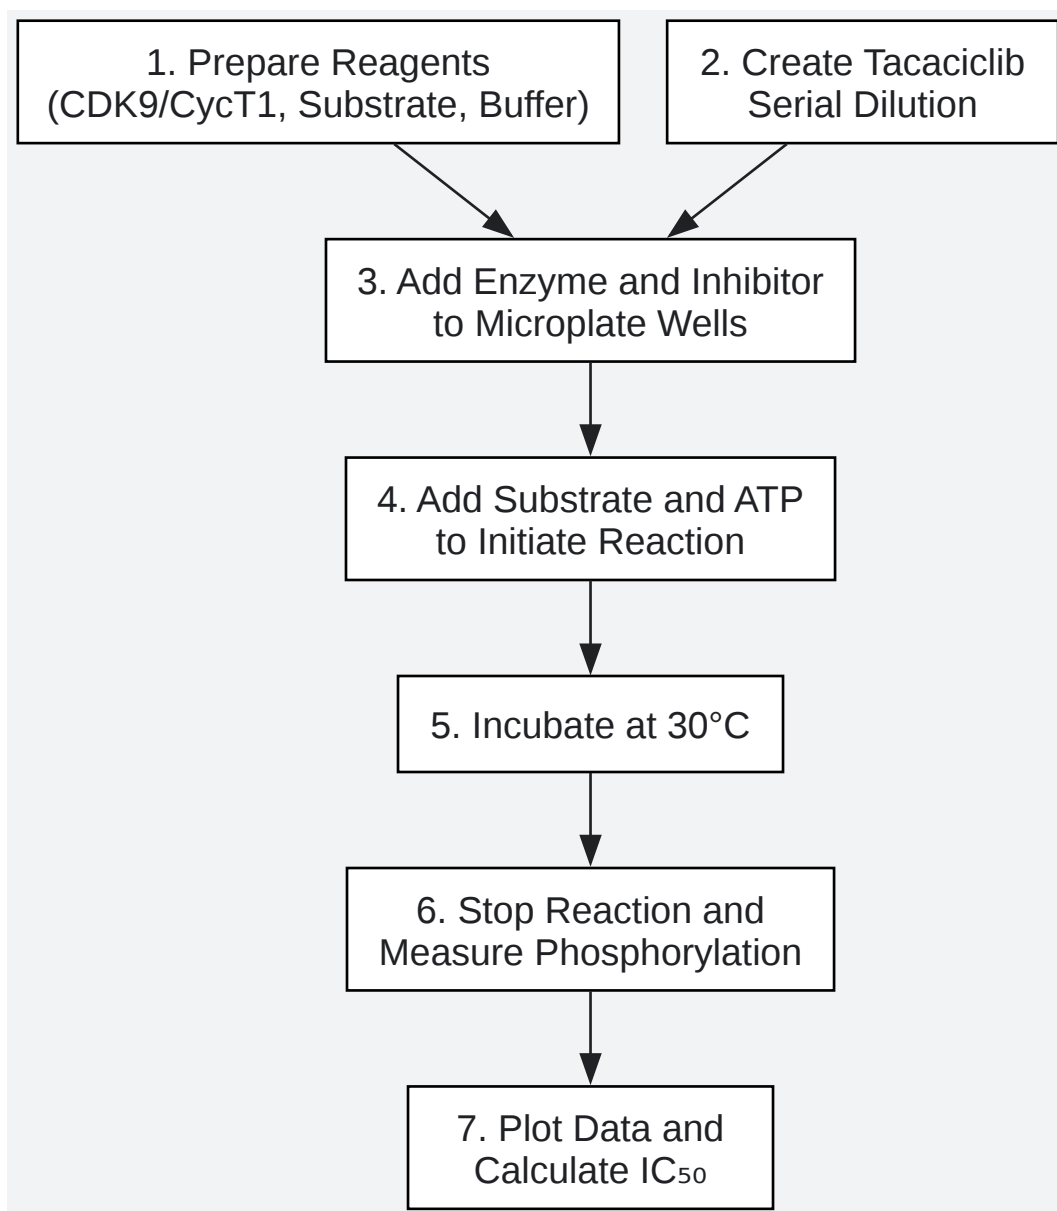 1. Prepare Reagents
(CDK9/CycT1, Substrate, Buffer)
2. Create Tacaciclib
Serial Dilution
3. Add Enzyme and Inhibitor
to Microplate Wells
4. Add Substrate and ATP
to Initiate Reaction
5. Incubate at 30°C
6. Stop Reaction and
Measure Phosphorylation
7. Plot Data and
Calculate IC₅₀